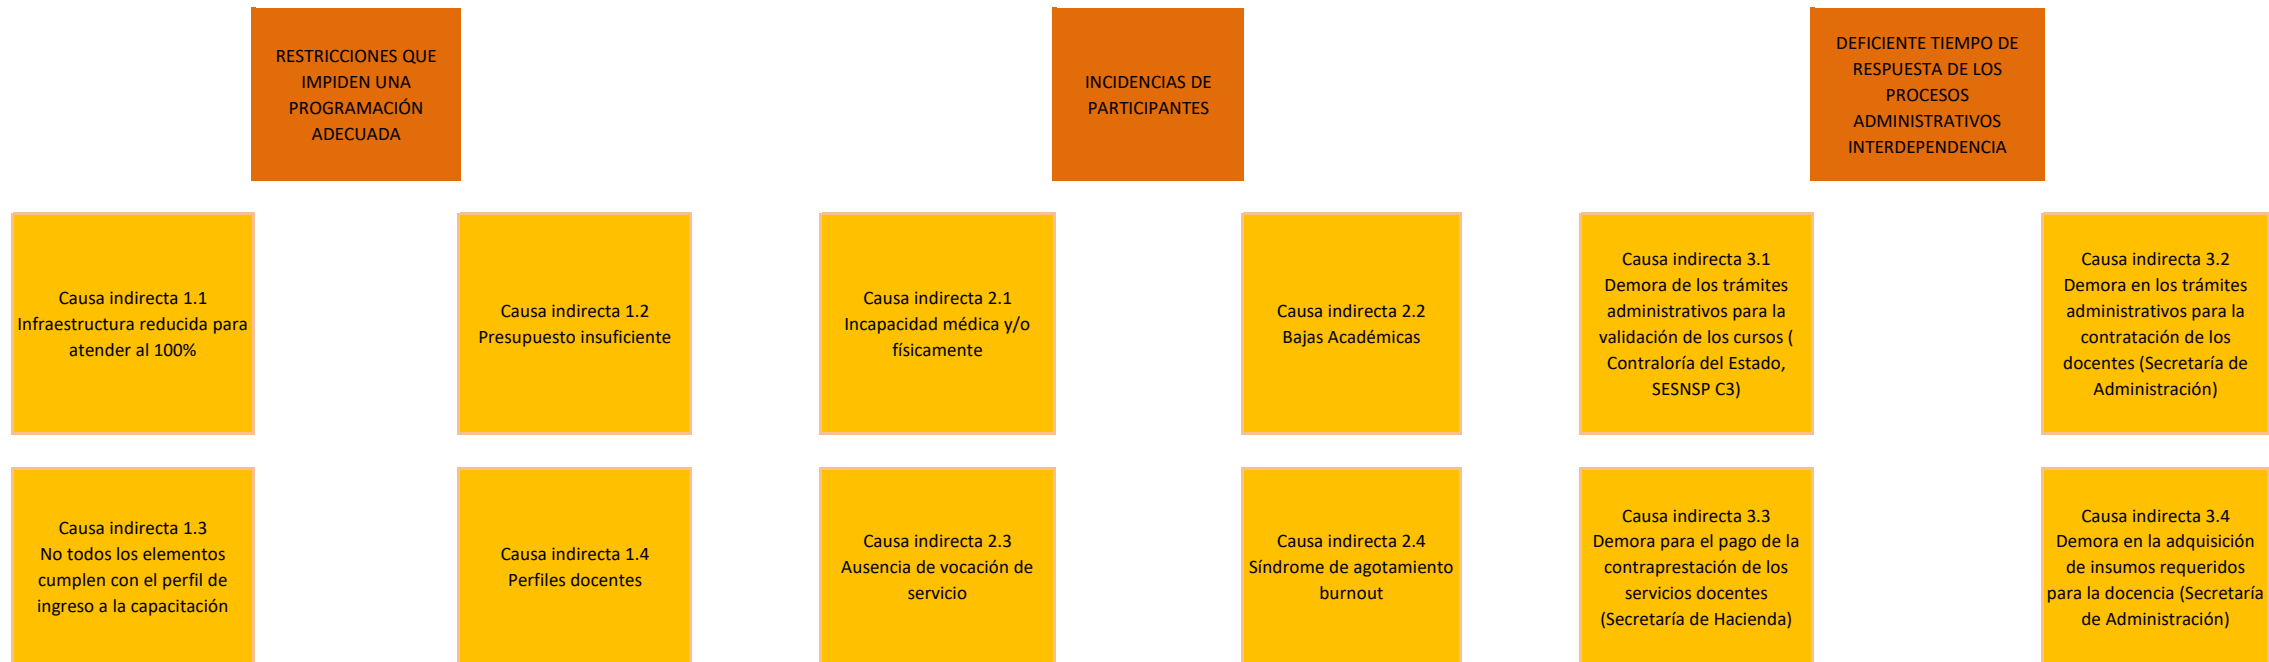 RESTRICCIONES QUE
IMPIDEN UNA
PROGRAMACIÓN
ADECUADA
INCIDENCIAS DE
PARTICIPANTES
DEFICIENTE TIEMPO DE
RESPUESTA DE LOS
PROCESOS
ADMINISTRATIVOS
INTERDEPENDENCIA
Causa indirecta 1.1
Infraestructura reducida para
atender al 100%
Causa indirecta 1.2
Presupuesto insuficiente
Causa indirecta 2.1
Incapacidad médica y/o
físicamente
Causa indirecta 2.2
Bajas Académicas
Causa indirecta 3.1
Demora de los trámites
administrativos para la
validación de los cursos (
Contraloría del Estado,
SESNSP C3)
Causa indirecta 3.2
Demora en los trámites
administrativos para la
contratación de los
docentes (Secretaría de
Administración)
Causa indirecta 1.3
No todos los elementos
cumplen con el perfil de
ingreso a la capacitación
Causa indirecta 1.4
Perfiles docentes
Causa indirecta 2.3
Ausencia de vocación de
servicio
Causa indirecta 2.4
Síndrome de agotamiento
burnout
Causa indirecta 3.3
Demora para el pago de la
contraprestación de los
servicios docentes
(Secretaría de Hacienda)
Causa indirecta 3.4
Demora en la adquisición
de insumos requeridos
para la docencia (Secretaría
de Administración)